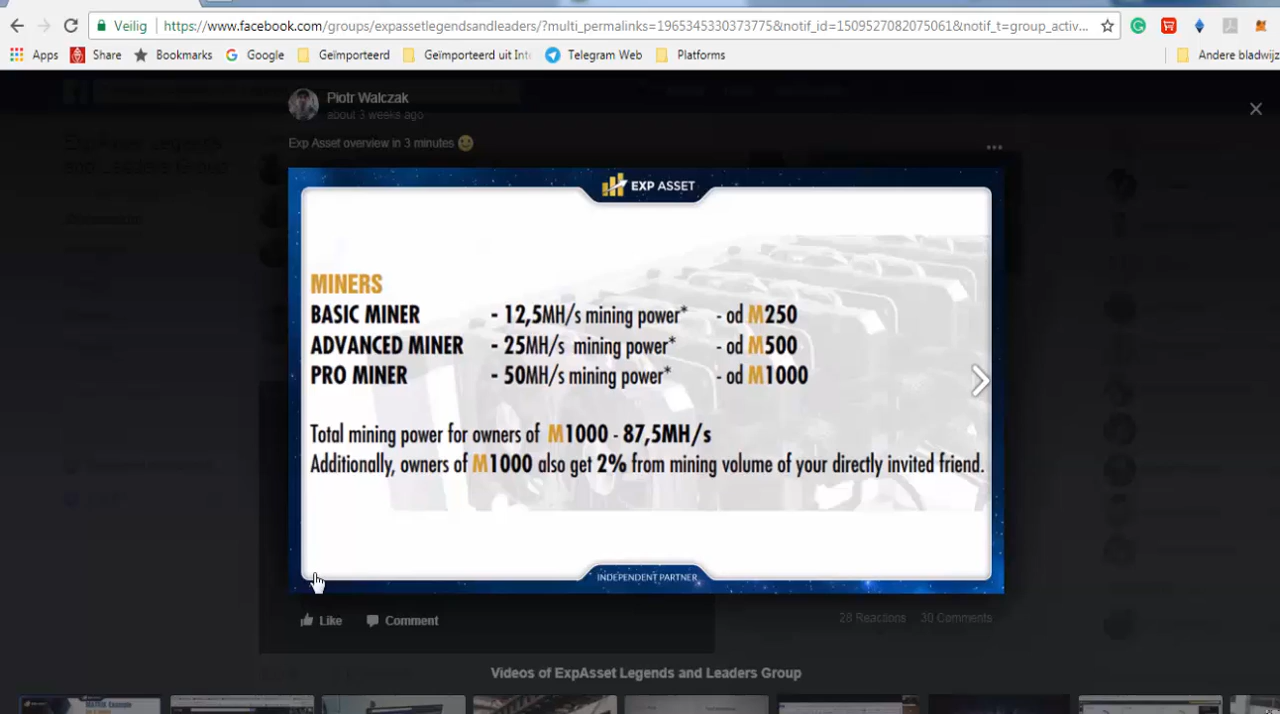 Veilig https://www.facebook.com/groups/expassetlegendsandleaders/?multi_permalinks=1965345330373775&notif_id=1509527082075061&notif_t=group_activ...
Apps Share Bookmarks Google Geïmporteerd Geïmporteerd uit Int Telegram Web Platforms Andere bladwijz
Piotr Walczak
about 3 weeks ago
Exp Asset overview in 3 minutes
EXP ASSET
MINERS
BASIC MINER - 12,5MH/s mining power* - od M250
ADVANCED MINER - 25MH/s mining power* - od M500
PRO MINER - 50MH/s mining power* - od M1000
Total mining power for owners of M1000 - 87,5MH/s
Additionally, owners of M1000 also get 2% from mining volume of your directly invited friend.
INDEPENDENT PARTNER
Like Comment 28 Reactions 30 Comments
Videos of ExpAsset Legends and Leaders Group